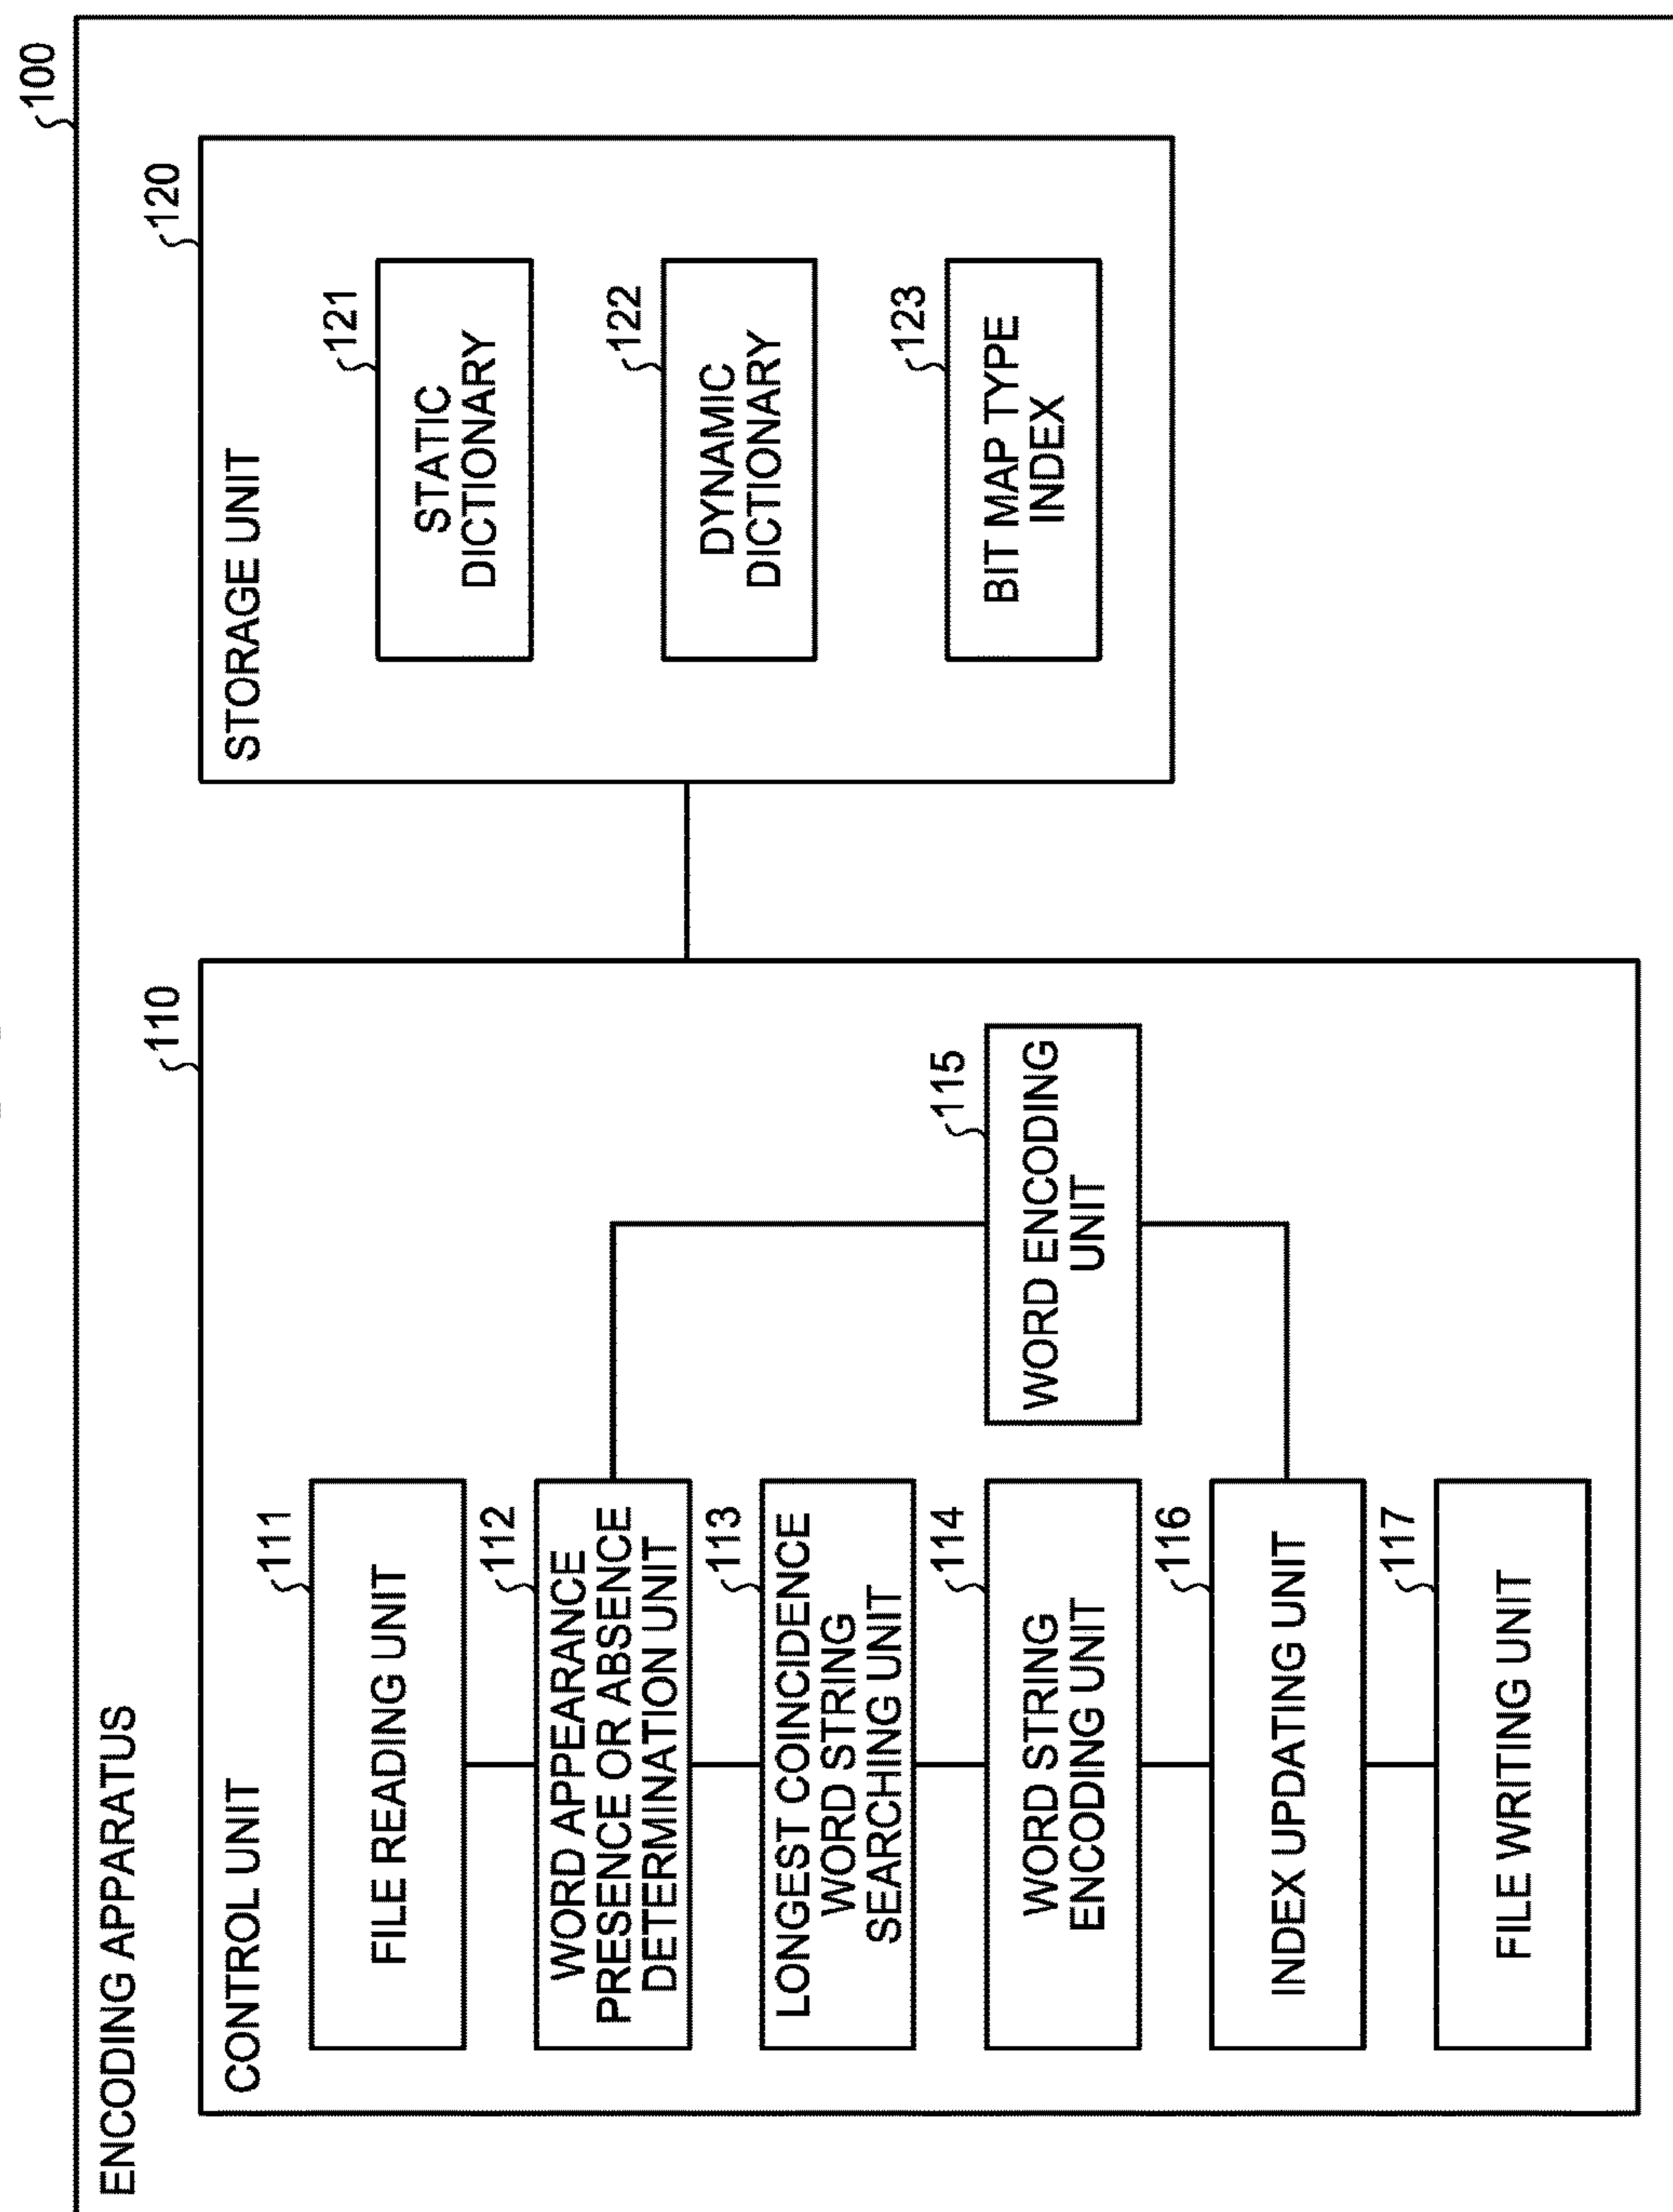 100
ENCODING APPARATUS
110
CONTROL UNIT
111
FILE READING UNIT
112
WORD APPEARANCE
PRESENCE OR ABSENCE
DETERMINATION UNIT
113
LONGEST COINCIDENCE
WORD STRING
SEARCHING UNIT
114
WORD STRING
ENCODING UNIT
115
WORD ENCODING
UNIT
116
INDEX UPDATING UNIT
117
FILE WRITING UNIT
120
STORAGE UNIT
121
STATIC
DICTIONARY
122
DYNAMIC
DICTIONARY
123
BIT MAP TYPE
INDEX